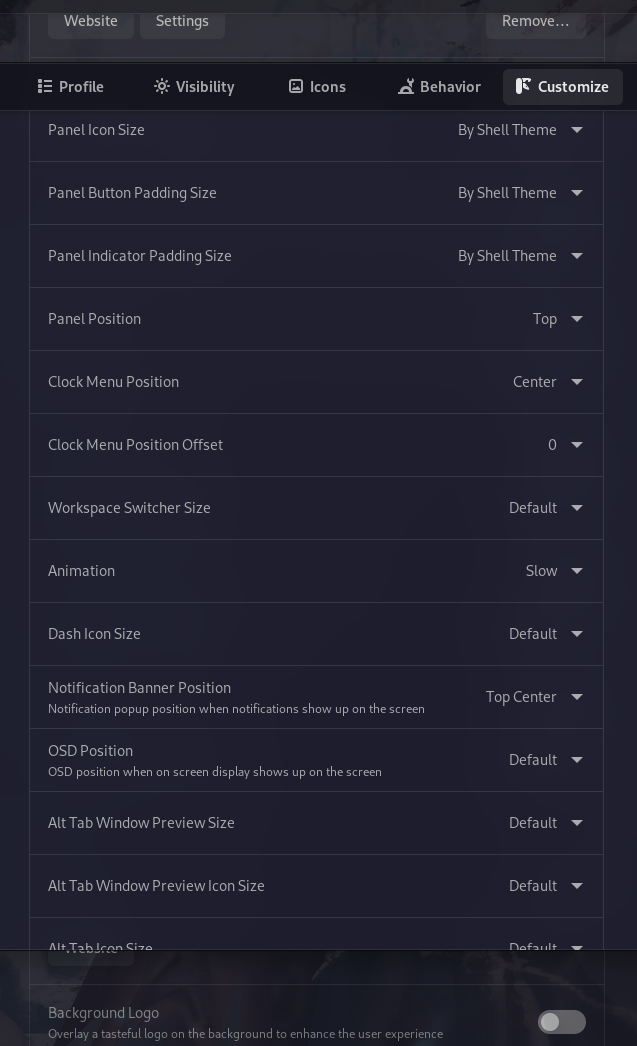 Website Settings Remove...
Profile Visibility Icons Behavior Customize
Panel Icon Size By Shell Theme
Panel Button Padding Size By Shell Theme
Panel Indicator Padding Size By Shell Theme
Panel Position Top
Clock Menu Position Center
Clock Menu Position Offset 0
Workspace Switcher Size Default
Animation Slow
Dash Icon Size Default
Notification Banner Position Top Center
Notification popup position when notifications show up on the screen
OSD Position Default
OSD position when on screen display shows up on the screen
Alt Tab Window Preview Size Default
Alt Tab Window Preview Icon Size Default
Alt Tab Icon Size Default
Background Logo
Overlay a tasteful logo on the background to enhance the user experience